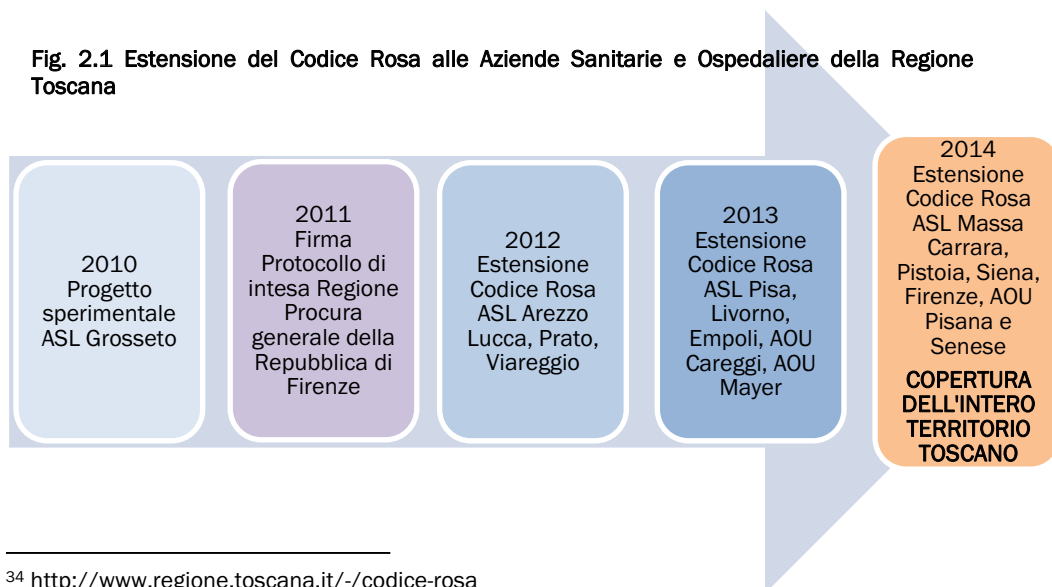 Fig. 2.1 Estensione del Codice Rosa alle Aziende Sanitarie e Ospedaliere della Regione
Toscana
2010
Progetto
sperimentale
ASL Grosseto
2011
Firma
Protocollo di
intesa Regione
Procura
generale della
Repubblica di
Firenze
2012
Estensione
Codice Rosa
ASL Arezzo
Lucca, Prato,
Viareggio
2013
Estensione
Codice Rosa
ASL Pisa,
Livorno,
Empoli, AOU
Careggi, AOU
Mayer
2014
Estensione
Codice Rosa
ASL Massa
Carrara,
Pistoia, Siena,
Firenze, AOU
Pisana e
Senese
COPERTURA
DELL'INTERO
TERRITORIO
TOSCANO
34 http://www.regione.toscana.it/-/codice-rosa